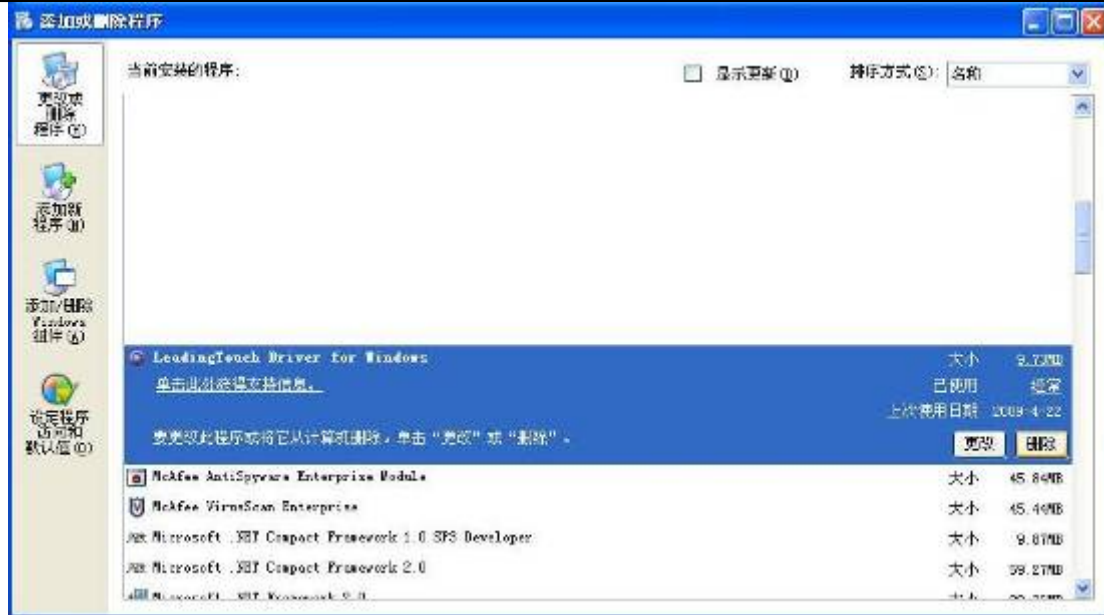 添加或删除程序
当前安装的程序:
显示更新(D)
排序方式(S): 名称
更改或
删除
程序(Y)
添加新
程序(N)
添加/删除
Windows
组件(A)
设定程序
访问和
默认值(O)
LeadingTouch Driver for Windows 大小 9.73MB
单击此处获得支持信息。 已使用 经常
上次使用日期 2009-4-22
要更改此程序或将它从计算机删除，单击“更改”或“删除”。 更改 删除
McAfee AntiSpyware Enterprise Module 大小 45.84MB
McAfee VirusScan Enterprise 大小 45.44MB
Microsoft .NET Compact Framework 1.0 SP3 Developer 大小 9.87MB
Microsoft .NET Compact Framework 2.0 大小 59.27MB
Microsoft .NET Framework 2.0 大小